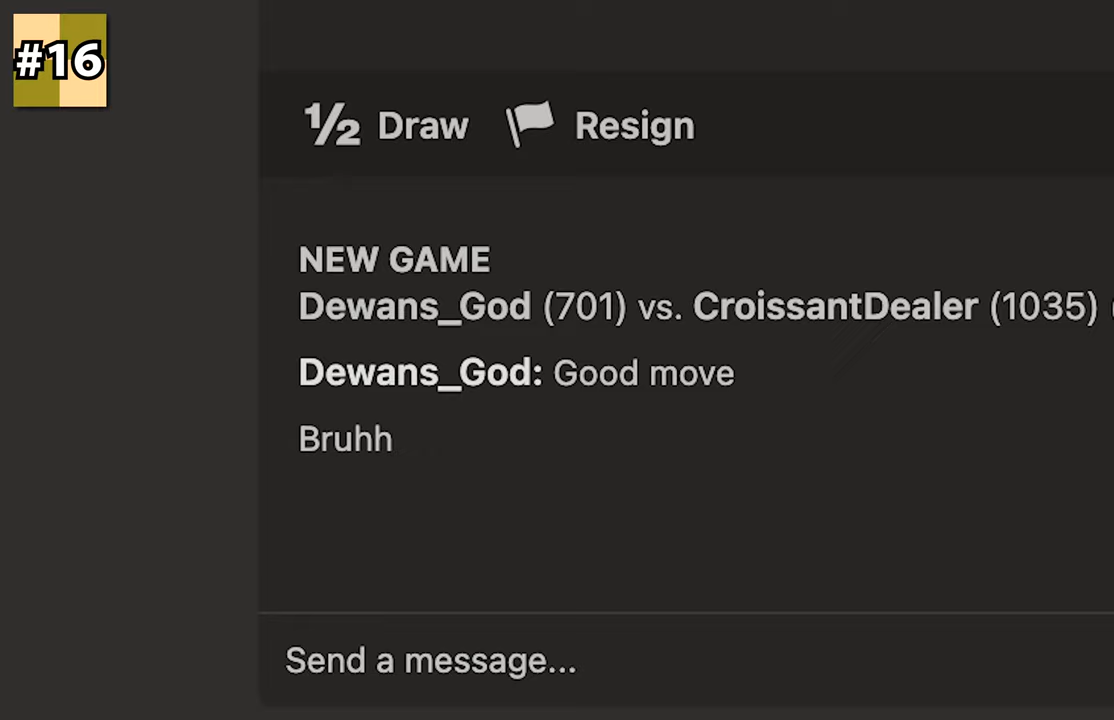 #16
½ Draw Resign
NEW GAME
Dewans_God (701) vs. CroissantDealer (1035)
Dewans_God: Good move
Bruhh
Send a message...